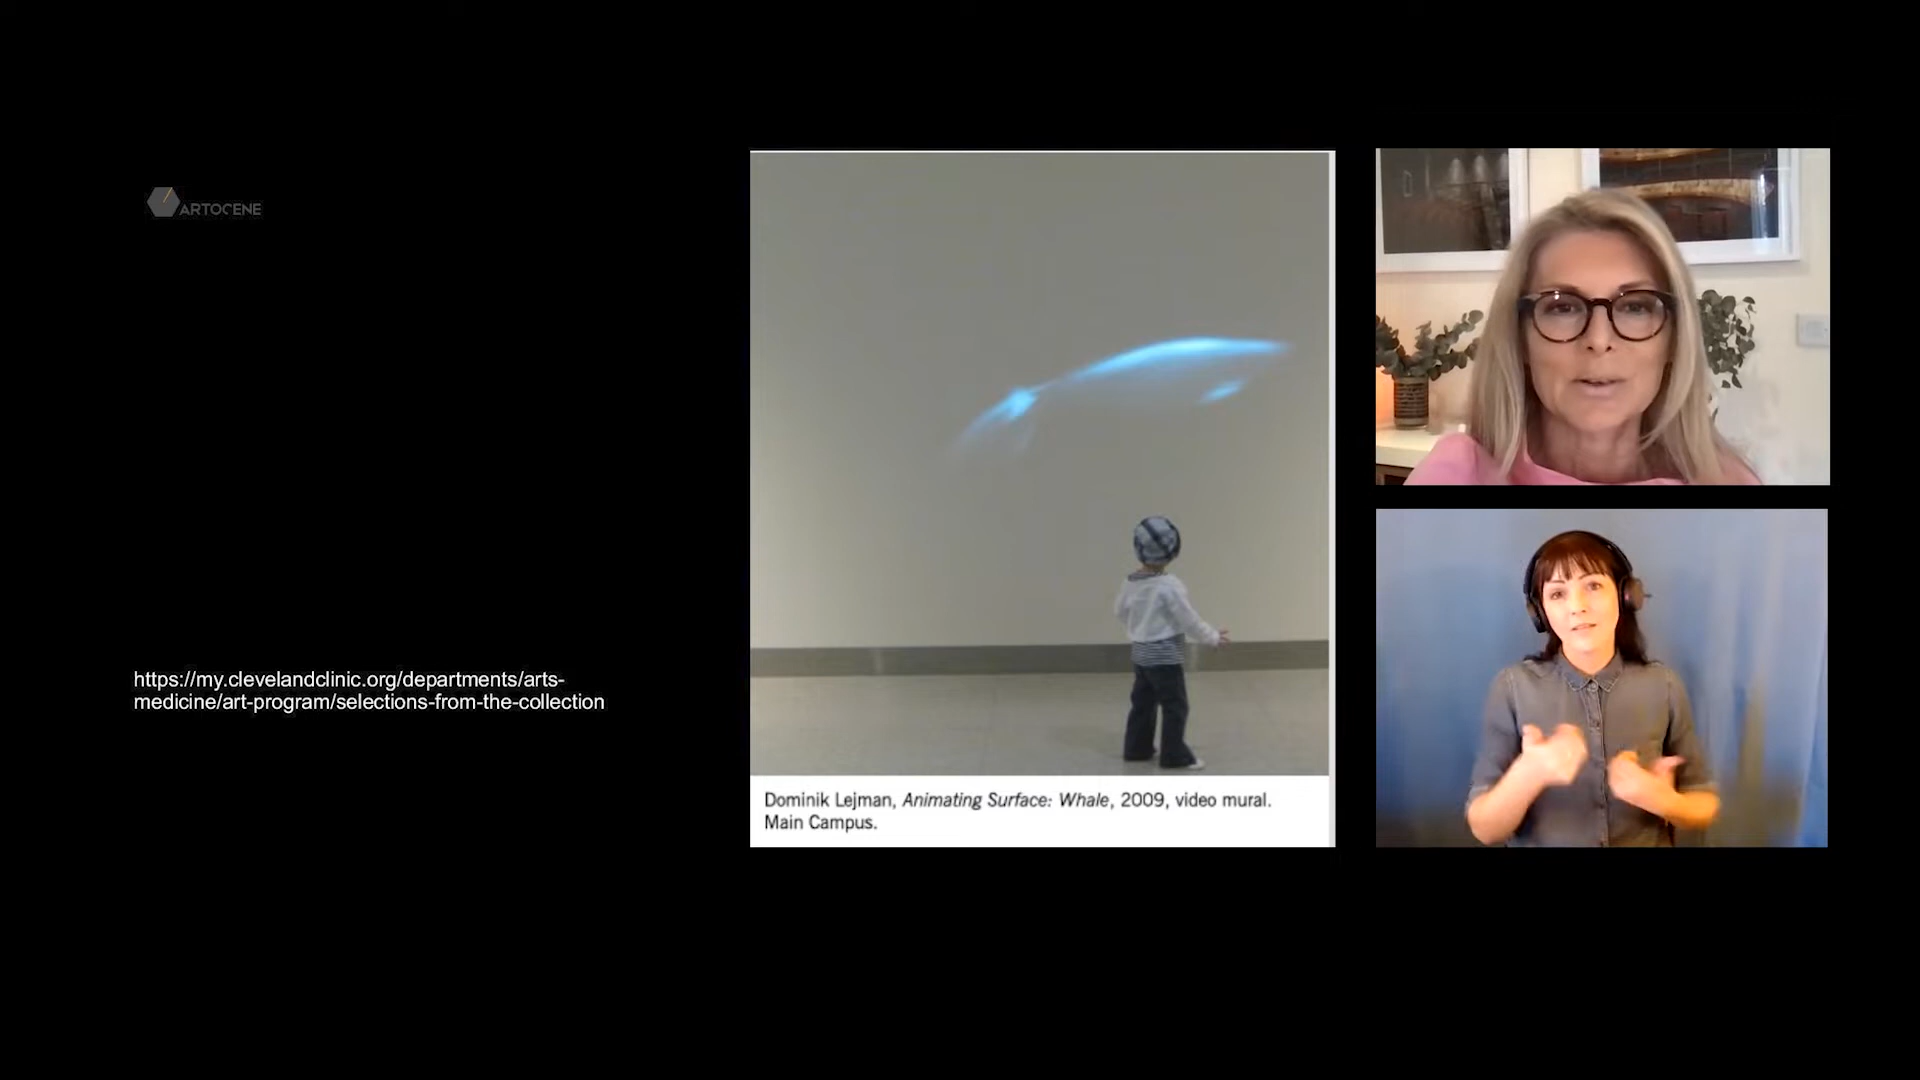 ARTOCENE
https://my.clevelandclinic.org/departments/arts-
medicine/art-program/selections-from-the-collection
Dominik Lejman, Animating Surface: Whale, 2009, video mural.
Main Campus.